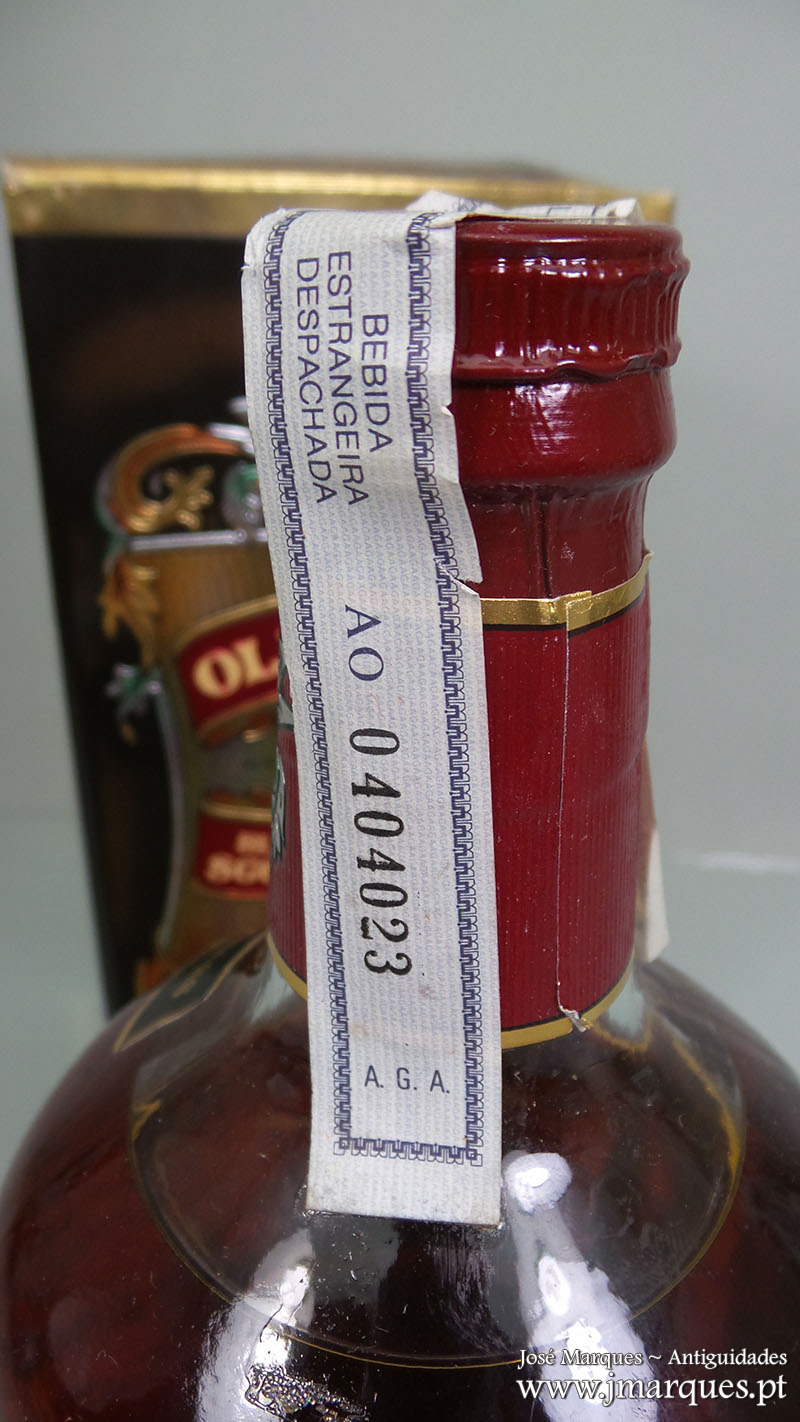 BEBIDA
ESTRANGEIRA
DESPACHADA
AO 0404023
A. G. A.
José Marques ~ Antiguidades
www.jmarques.pt